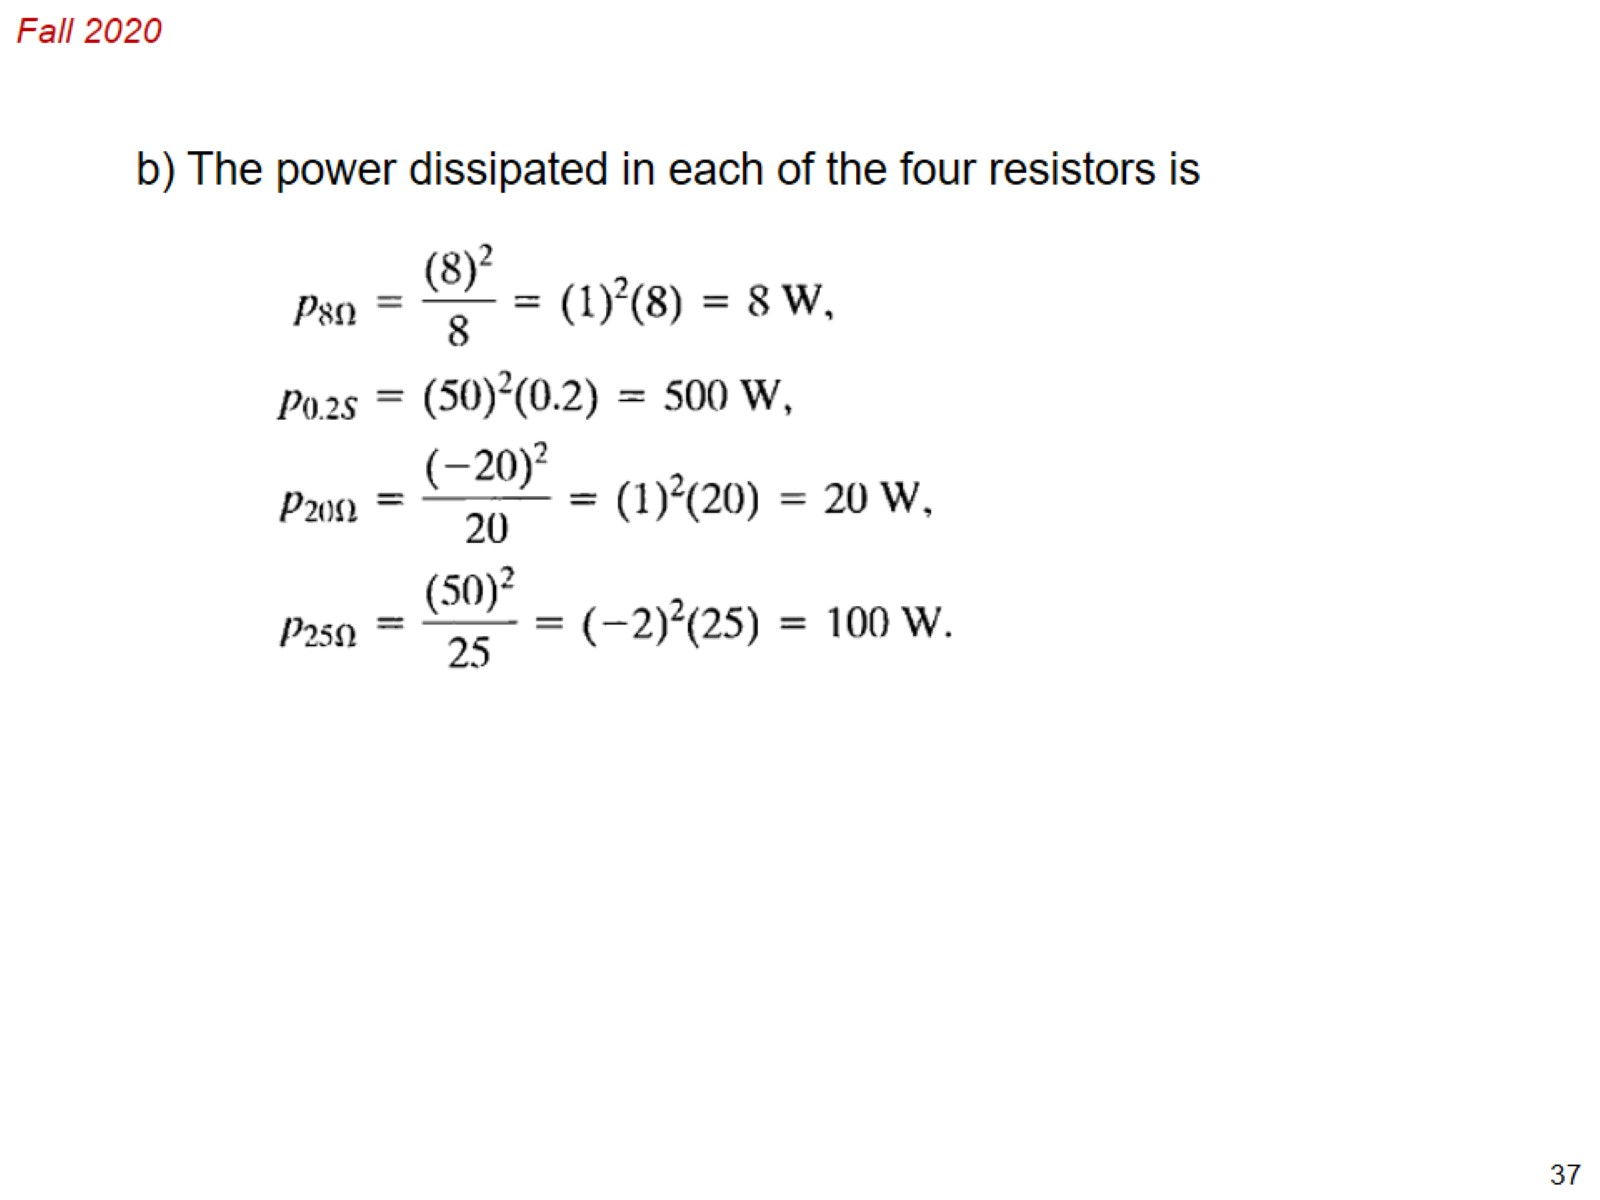 Fall 2020
b) The power dissipated in each of the four resistors is
p₈Ω = (8)²/8 = (1)²(8) = 8 W,
p₀.₂S = (50)²(0.2) = 500 W,
p₂₀Ω = (−20)²/20 = (1)²(20) = 20 W,
p₂₅Ω = (50)²/25 = (−2)²(25) = 100 W.
37